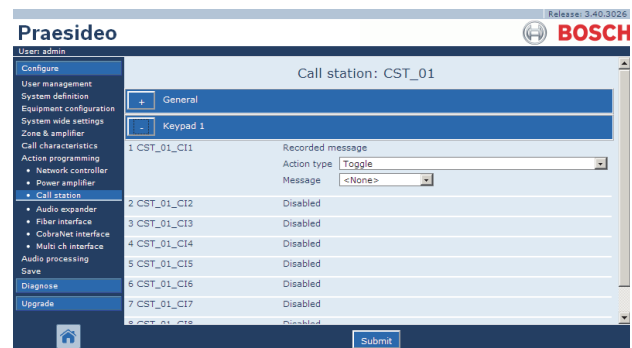 Release: 3.40.3026
Praesideo
BOSCH
User: admin
Configure
User management
System definition
Equipment configuration
System wide settings
Zone & amplifier
Call characteristics
Action programming
• Network controller
• Power amplifier
• Call station
• Audio expander
• Fiber interface
• CobraNet interface
• Multi ch interface
Audio processing
Save
Diagnose
Upgrade
Call station: CST_01
+ General
- Keypad 1
1 CST_01_CI1 Recorded message
Action type Toggle
Message <None>
2 CST_01_CI2 Disabled
3 CST_01_CI3 Disabled
4 CST_01_CI4 Disabled
5 CST_01_CI5 Disabled
6 CST_01_CI6 Disabled
7 CST_01_CI7 Disabled
8 CST_01_CI8 Disabled
Submit